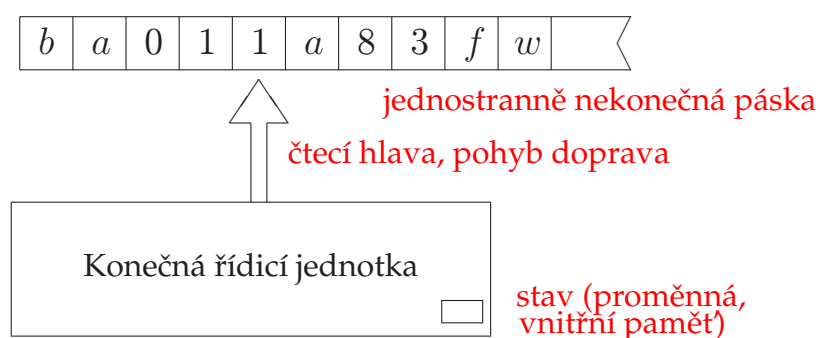 b a 0 1 1 a 8 3 f w
jednostranně nekonečná páska
čtecí hlava, pohyb doprava
Konečná řídicí jednotka
stav (proměnná,
vnitřní paměť)